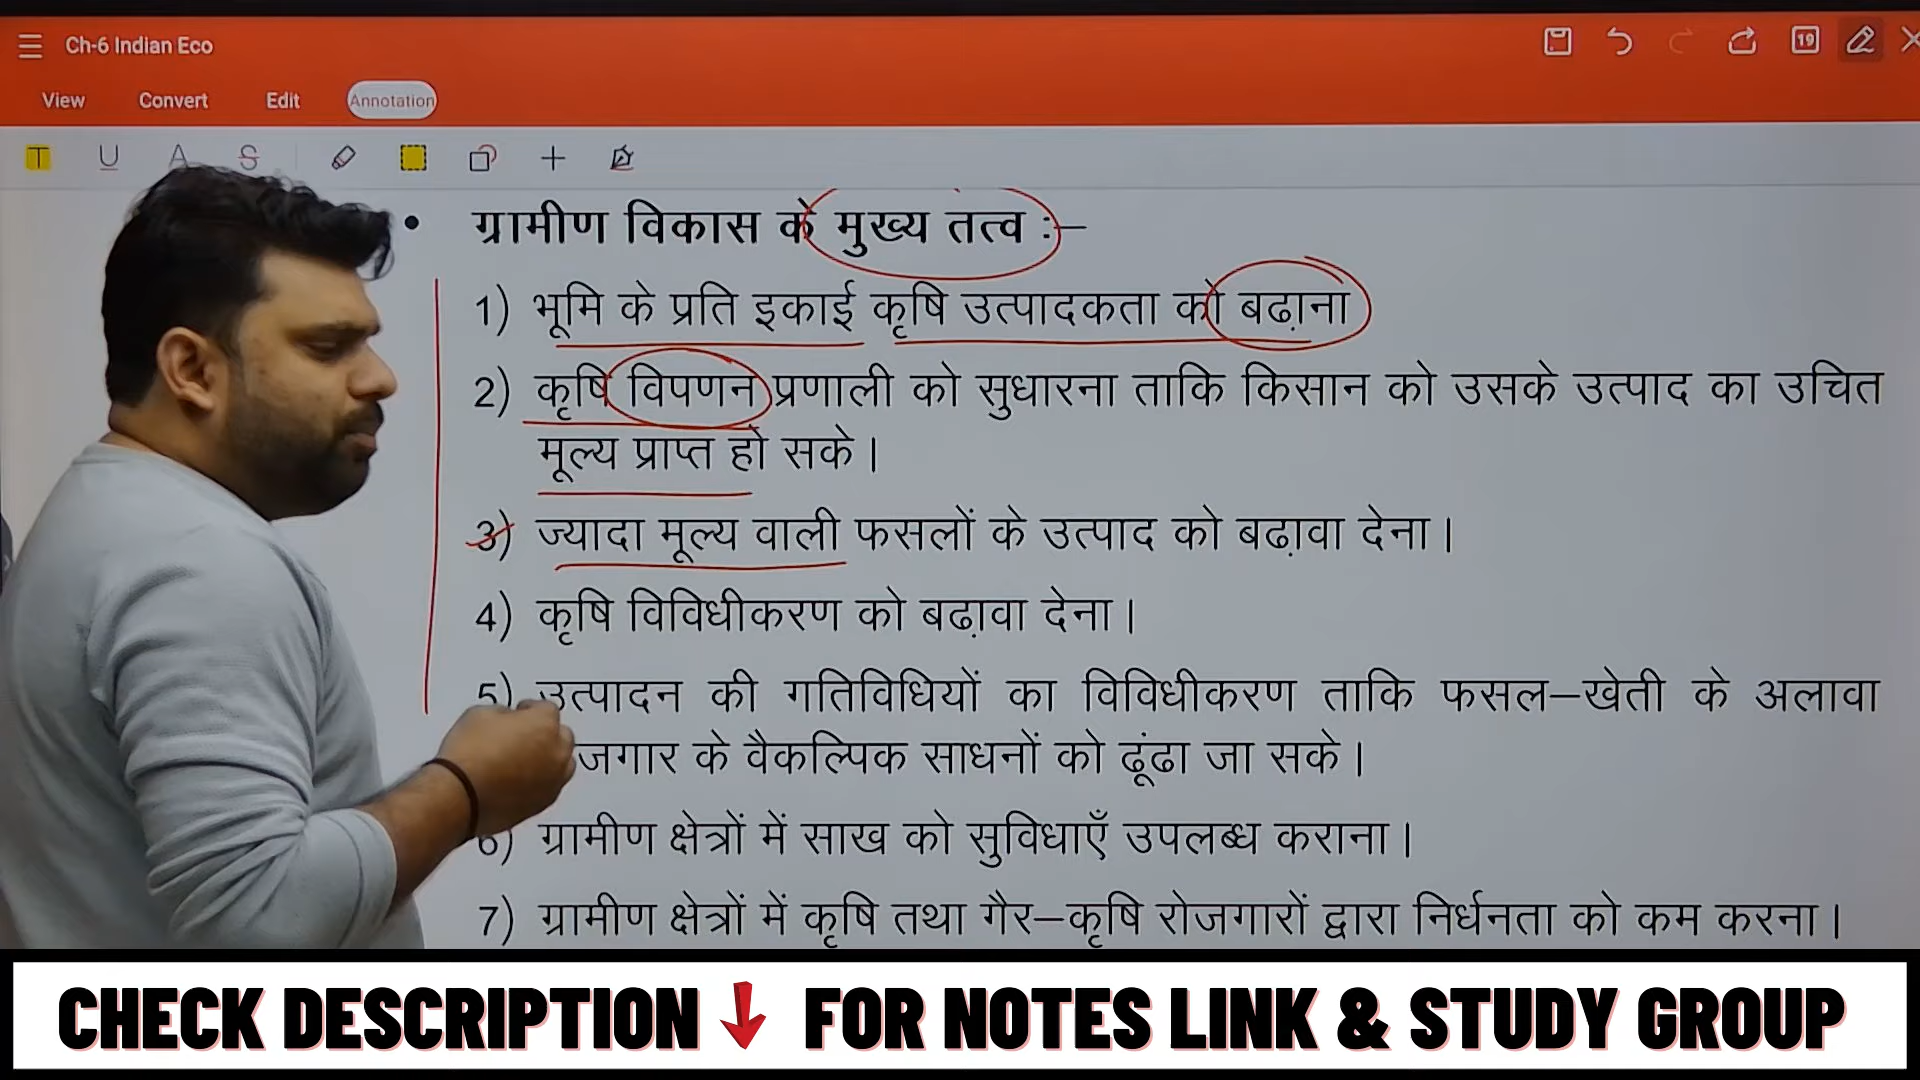 Ch-6 Indian Eco
19
View Convert Edit Annotation
T U A S
• ग्रामीण विकास के मुख्य तत्व :–
1) भूमि के प्रति इकाई कृषि उत्पादकता को बढा़ना
2) कृषि विपणन प्रणाली को सुधारना ताकि किसान को उसके उत्पाद का उचित
मूल्य प्राप्त हो सके।
3) ज्यादा मूल्य वाली फसलों के उत्पाद को बढा़वा देना।
4) कृषि विविधीकरण को बढा़वा देना।
5) उत्पादन की गतिविधियों का विविधीकरण ताकि फसल–खेती के अलावा
के वैकल्पिक साधनों को ढूंढा जा सके।
6) ग्रामीण क्षेत्रों में साख को सुविधाएँ उपलब्ध कराना।
7) ग्रामीण क्षेत्रों में कृषि तथा गैर–कृषि रोजगारों द्वारा निर्धनता को कम करना।
CHECK DESCRIPTION FOR NOTES LINK & STUDY GROUP